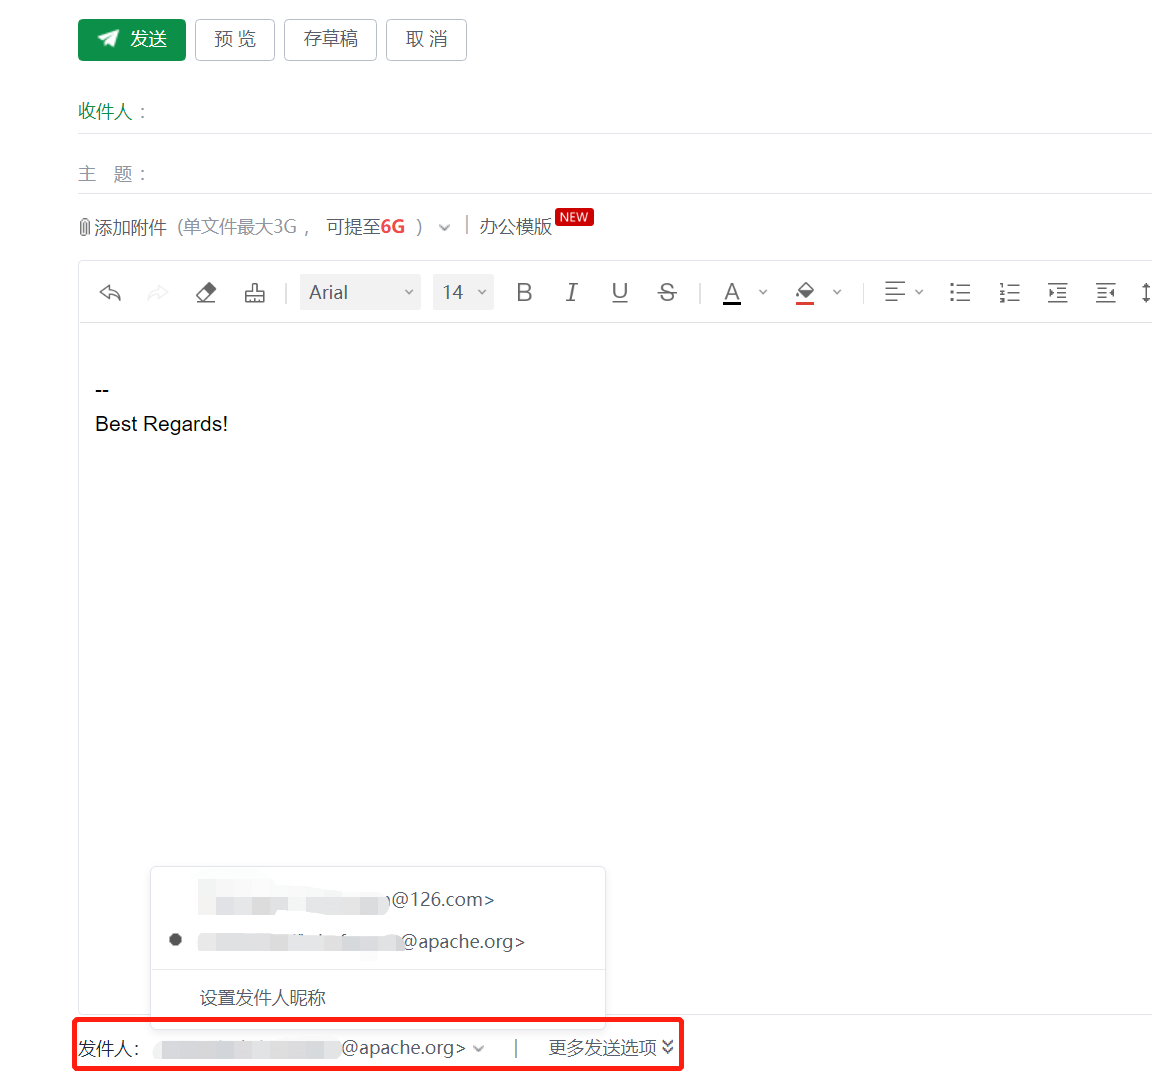 发送 预 览 存草稿 取 消
收件人：
主 题：
添加附件 (单文件最大3G， 可提至6G ) 办公模版 NEW
Arial 14 B I U S A
--
Best Regards!
@126.com>
@apache.org>
设置发件人昵称
发件人： @apache.org> | 更多发送选项